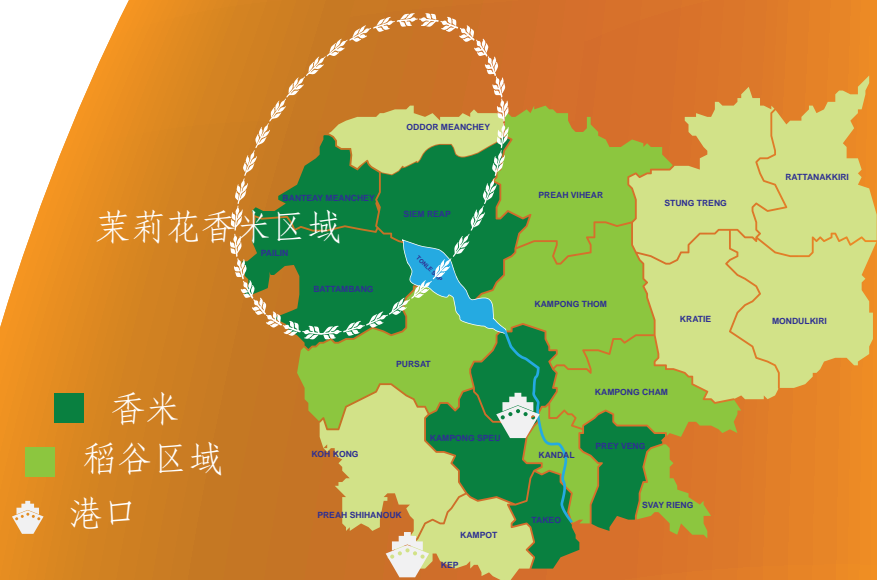 ODDOR MEANCHEY
RATTANAKKIRI
PREAH VIHEAR
BANTEAY MEANCHEY
STUNG TRENG
SIEM REAP
茉莉花香米区域
PAILIN
BATTAMBANG
KAMPONG THOM
KRATIE
MONDULKIRI
PURSAT
KAMPONG CHAM
香米
KAMPONG SPEU
PREY VENG
KOH KONG
KANDAL
稻谷区域
SVAY RIENG
港口
PREAH SHIHANOUK
TAKEO
KAMPOT
KEP